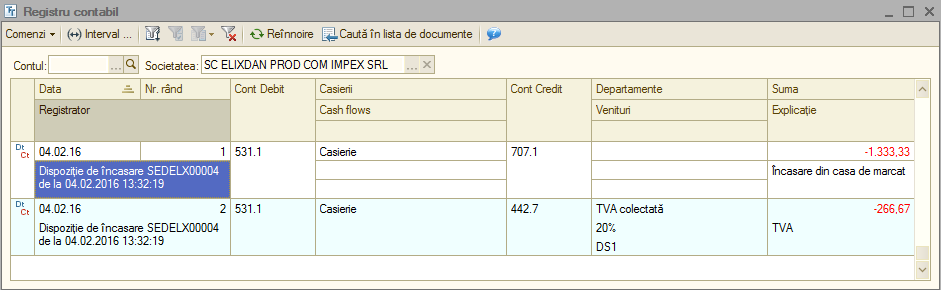 Registru contabil
Comenzi Interval ... Reînnoire Caută în lista de documente
Contul: ... Societatea: SC ELIXDAN PROD COM IMPEX SRL ...
Data Nr. rând Cont Debit Casierii Cont Credit Departamente Suma
Registrator Cash flows Venituri Explicație
Dt Ct 04.02.16 1 531.1 Casierie 707.1 -1.333,33
Dispoziție de încasare SEDELX00004 Încasare din casa de marcat
de la 04.02.2016 13:32:19
Dt Ct 04.02.16 2 531.1 Casierie 442.7 TVA colectată -266,67
Dispoziție de încasare SEDELX00004 20% TVA
de la 04.02.2016 13:32:19
DS1